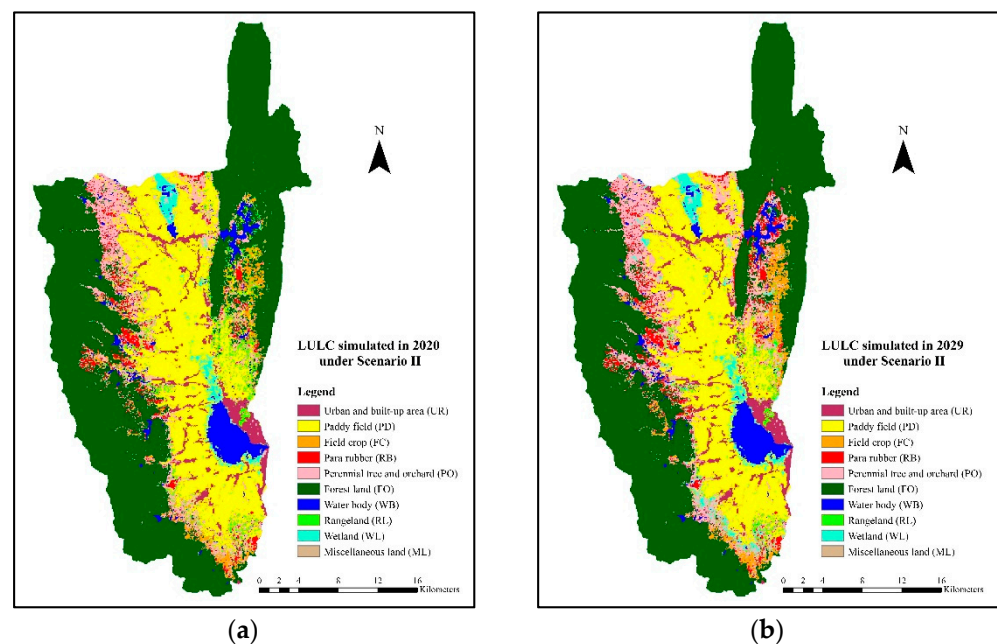 N
LULC simulated in 2020
under Scenario II
Legend
Urban and built-up area (UR)
Paddy field (PD)
Field crop (FC)
Para rubber (RB)
Perennial tree and orchard (PO)
Forest land (FO)
Water body (WB)
Rangeland (RL)
Wetland (WL)
Miscellaneous land (ML)
0 2 4 8 12 16
Kilometers
(a)
N
LULC simulated in 2029
under Scenario II
Legend
Urban and built-up area (UR)
Paddy field (PD)
Field crop (FC)
Para rubber (RB)
Perennial tree and orchard (PO)
Forest land (FO)
Water body (WB)
Rangeland (RL)
Wetland (WL)
Miscellaneous land (ML)
0 2 4 8 12 16
Kilometers
(b)